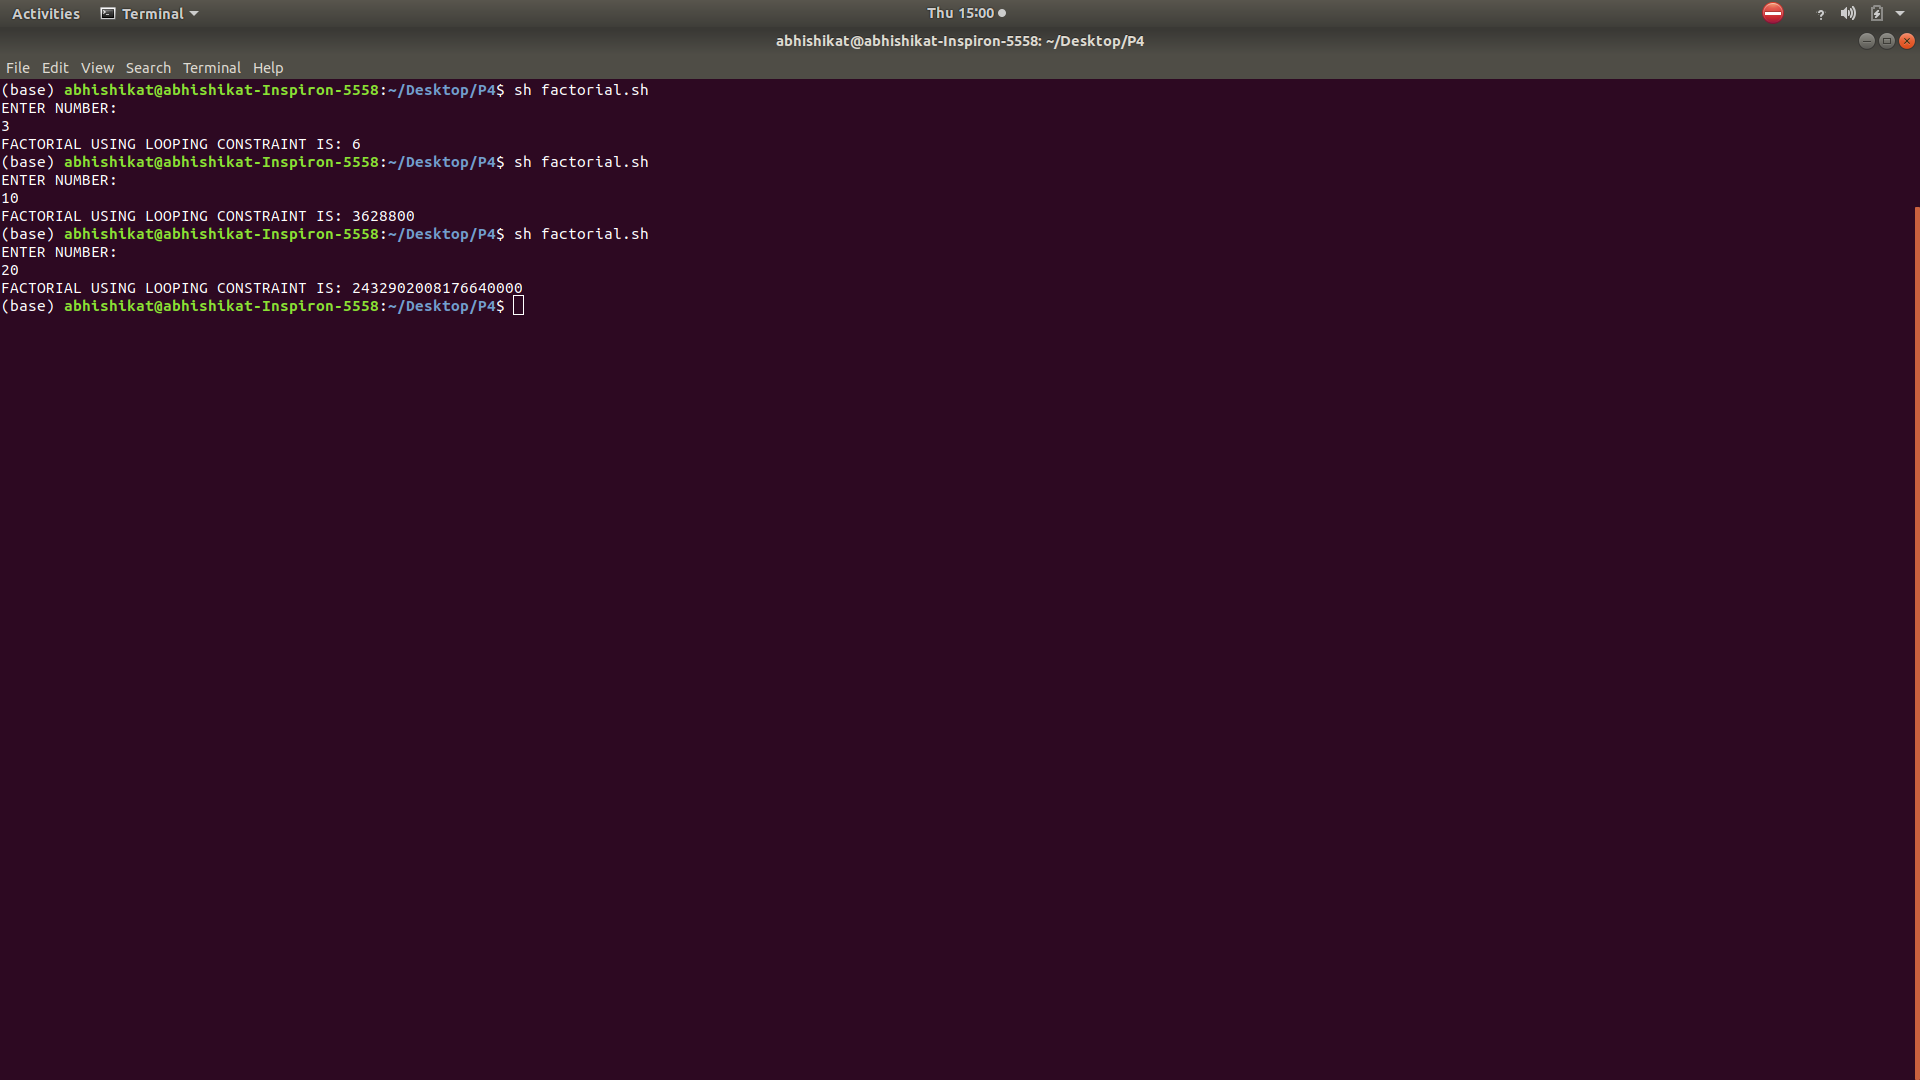 Activities Terminal Thu 15:00 ?
abhishikat@abhishikat-Inspiron-5558: ~/Desktop/P4
File Edit View Search Terminal Help
(base) abhishikat@abhishikat-Inspiron-5558:~/Desktop/P4$ sh factorial.sh
ENTER NUMBER:
3
FACTORIAL USING LOOPING CONSTRAINT IS: 6
(base) abhishikat@abhishikat-Inspiron-5558:~/Desktop/P4$ sh factorial.sh
ENTER NUMBER:
10
FACTORIAL USING LOOPING CONSTRAINT IS: 3628800
(base) abhishikat@abhishikat-Inspiron-5558:~/Desktop/P4$ sh factorial.sh
ENTER NUMBER:
20
FACTORIAL USING LOOPING CONSTRAINT IS: 2432902008176640000
(base) abhishikat@abhishikat-Inspiron-5558:~/Desktop/P4$